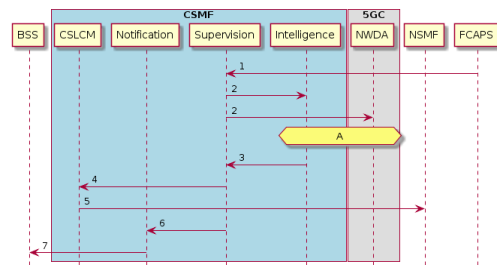 CSMF 5GC
BSS CSLCM Notification Supervision Intelligence NWDA NSMF FCAPS
1
2
2
A
3
4
5
6
7